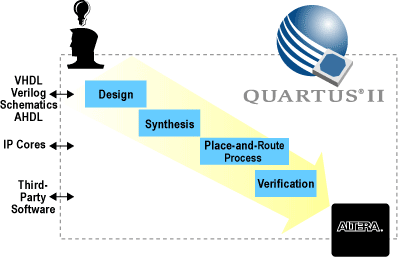 QUARTUS® II
VHDL
Verilog
Schematics
AHDL
Design
Synthesis
IP Cores
Place-and-Route
Process
Third-
Party
Software
Verification
ALTERA®